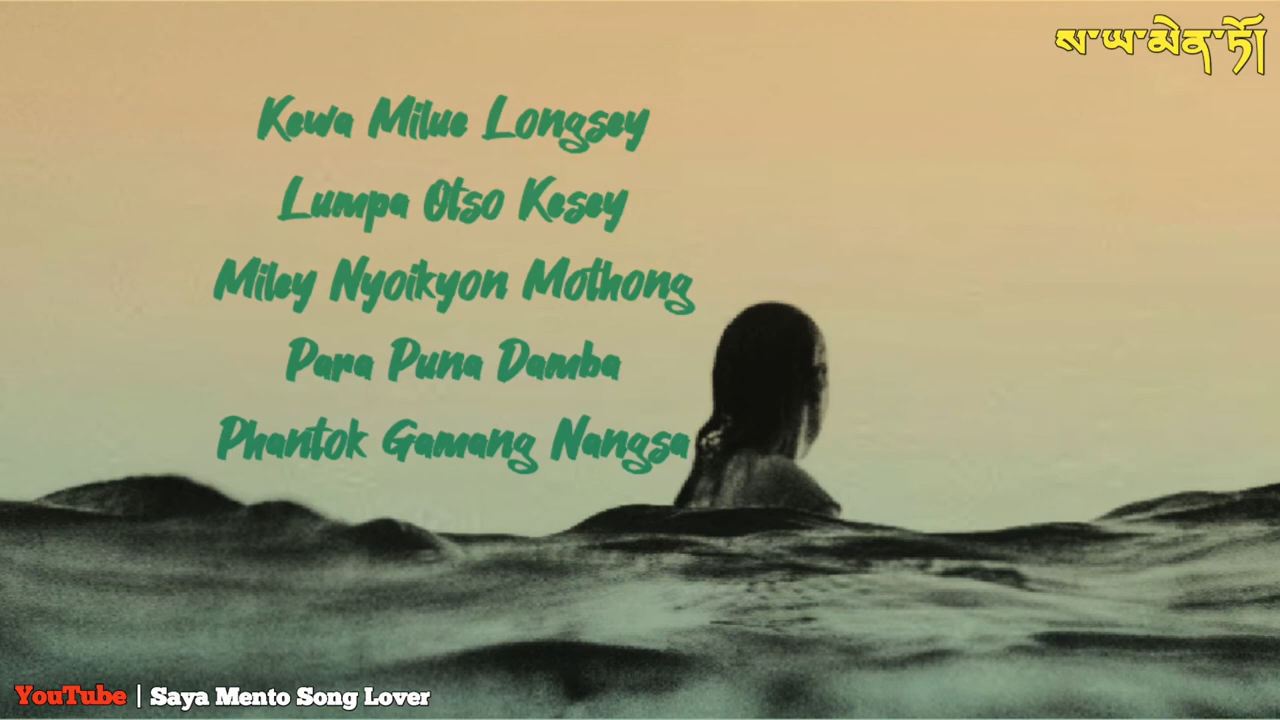 ས་ཡ་མེན་ཏོ།
Kewa Milue Longsey
Lumpa Otso Kesey
Miley Nyoikyon Mothong
Para Puna Damba
Phantok Gamang Nangsa
YouTube | Saya Mento Song Lover